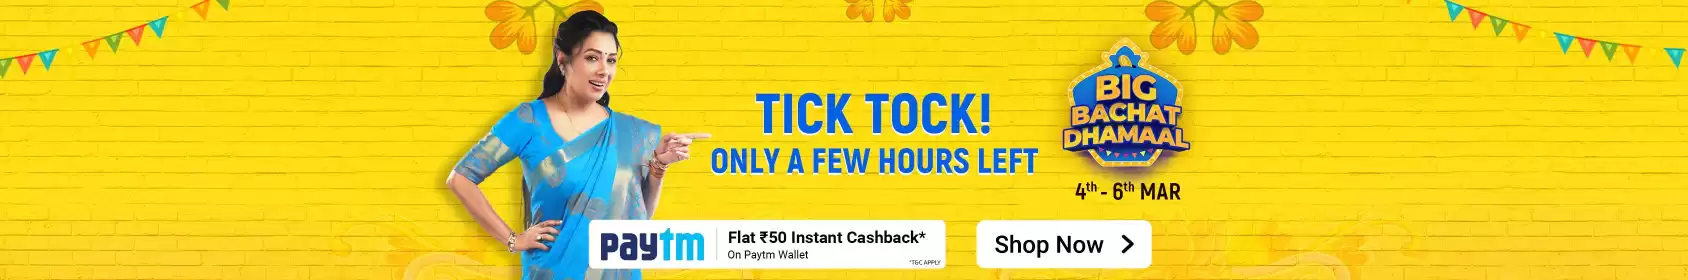 TICK TOCK!
ONLY A FEW HOURS LEFT
BIG
BACHAT
DHAMAAL
4th - 6th MAR
paytm
Flat ₹50 Instant Cashback*
On Paytm Wallet
*T&C APPLY
Shop Now